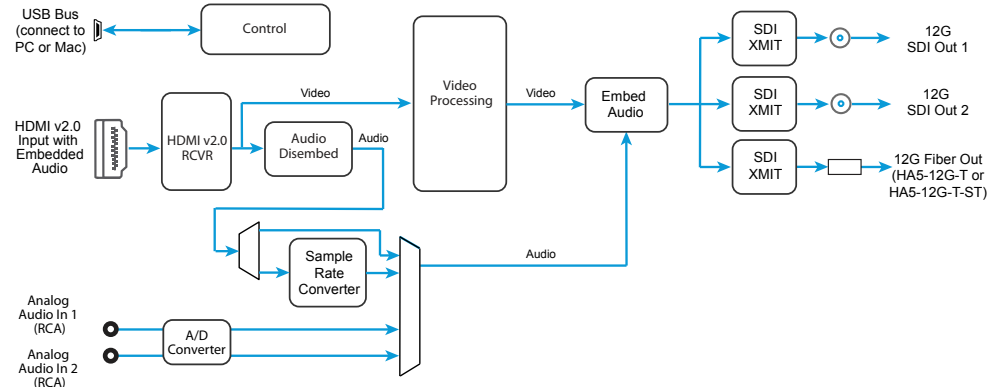 USB Bus
(connect to
PC or Mac)
Control
HDMI v2.0
Input with
Embedded
Audio
HDMI v2.0
RCVR
Video
Audio
Disembed
Audio
Video
Processing
Video
Embed
Audio
SDI
XMIT
12G
SDI Out 1
SDI
XMIT
12G
SDI Out 2
SDI
XMIT
12G Fiber Out
(HA5-12G-T or
HA5-12G-T-ST)
Sample
Rate
Converter
Audio
Analog
Audio In 1
(RCA)
A/D
Converter
Analog
Audio In 2
(RCA)